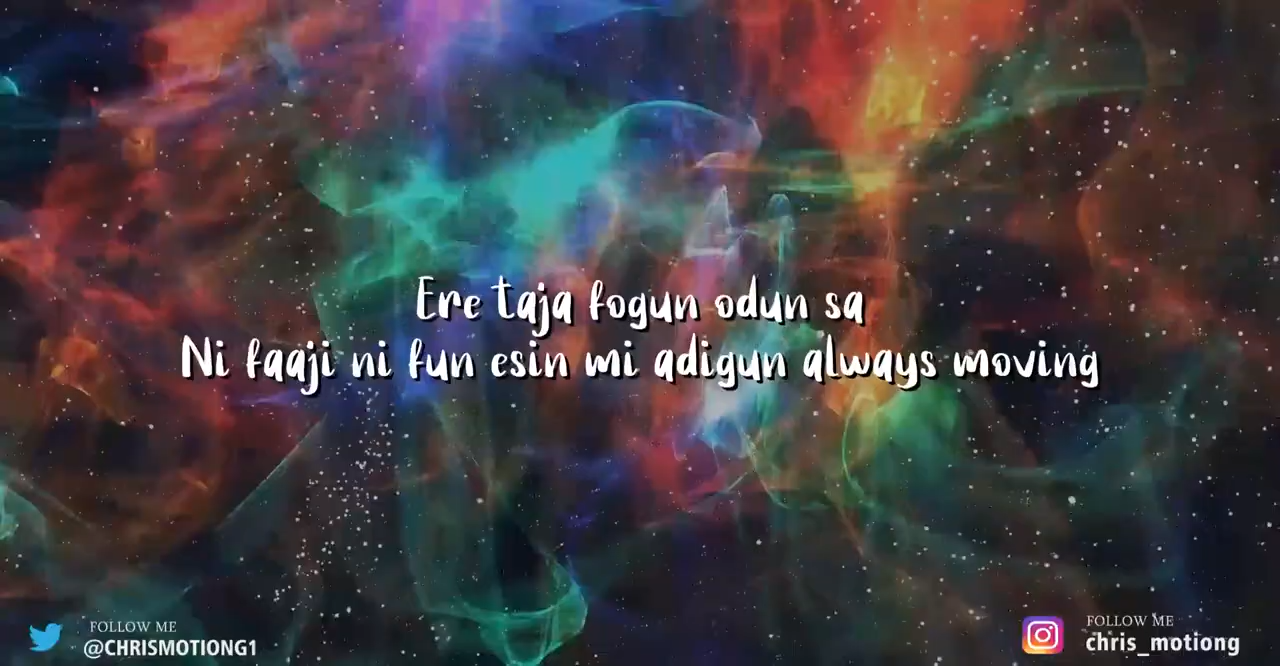 Ere taja fogun odun sa
Ni faaji ni fun esin mi adigun always moving
FOLLOW ME
@CHRISMOTIONG1
FOLLOW ME
chris_motiong